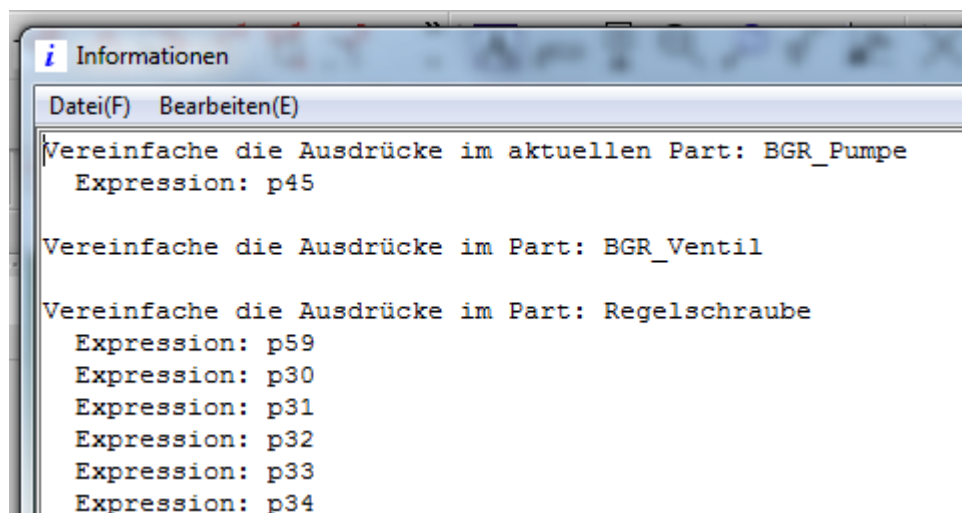 Informationen
Datei(F) Bearbeiten(E)
Vereinfache die Ausdrücke im aktuellen Part: BGR_Pumpe
Expression: p45
Vereinfache die Ausdrücke im Part: BGR_Ventil
Vereinfache die Ausdrücke im Part: Regelschraube
Expression: p59
Expression: p30
Expression: p31
Expression: p32
Expression: p33
Expression: p34